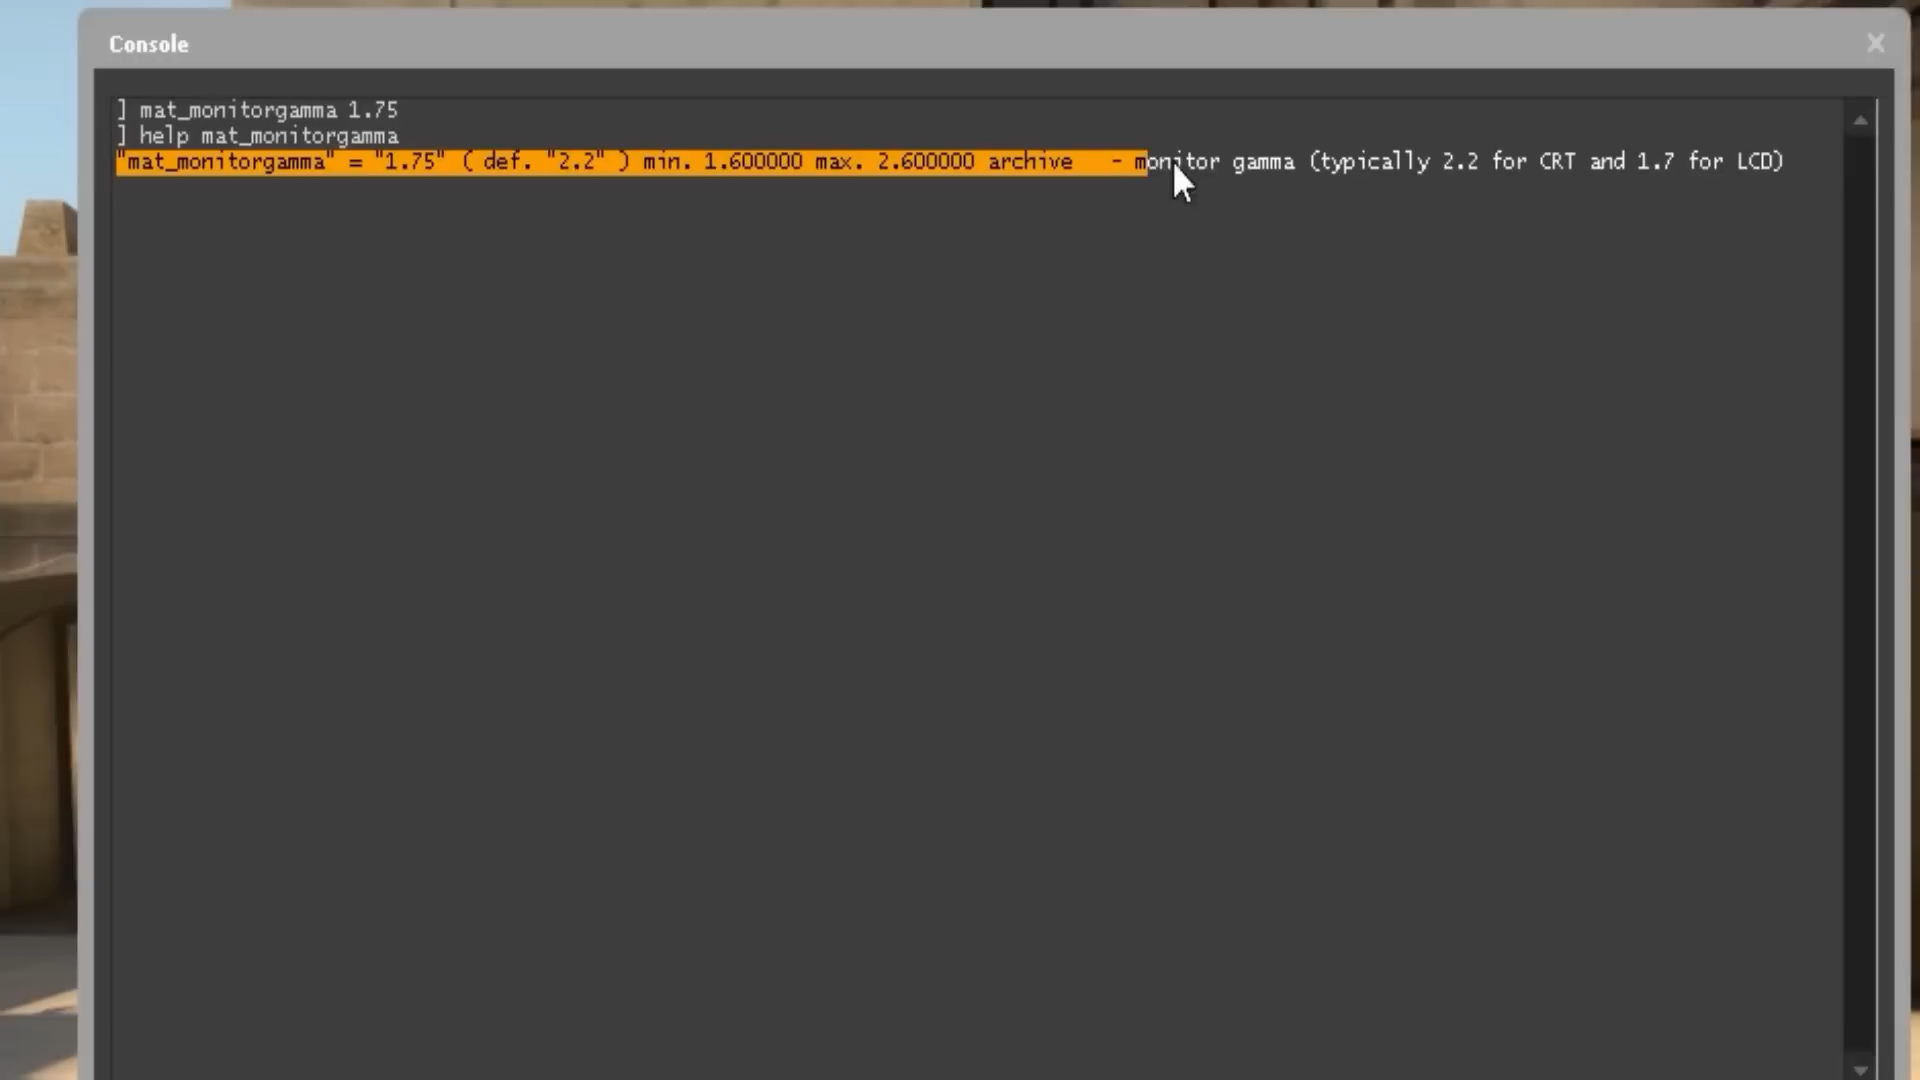 Console
] mat_monitorgamma 1.75
] help mat_monitorgamma
"mat_monitorgamma" = "1.75" ( def. "2.2" ) min. 1.600000 max. 2.600000 archive   - monitor gamma (typically 2.2 for CRT and 1.7 for LCD)